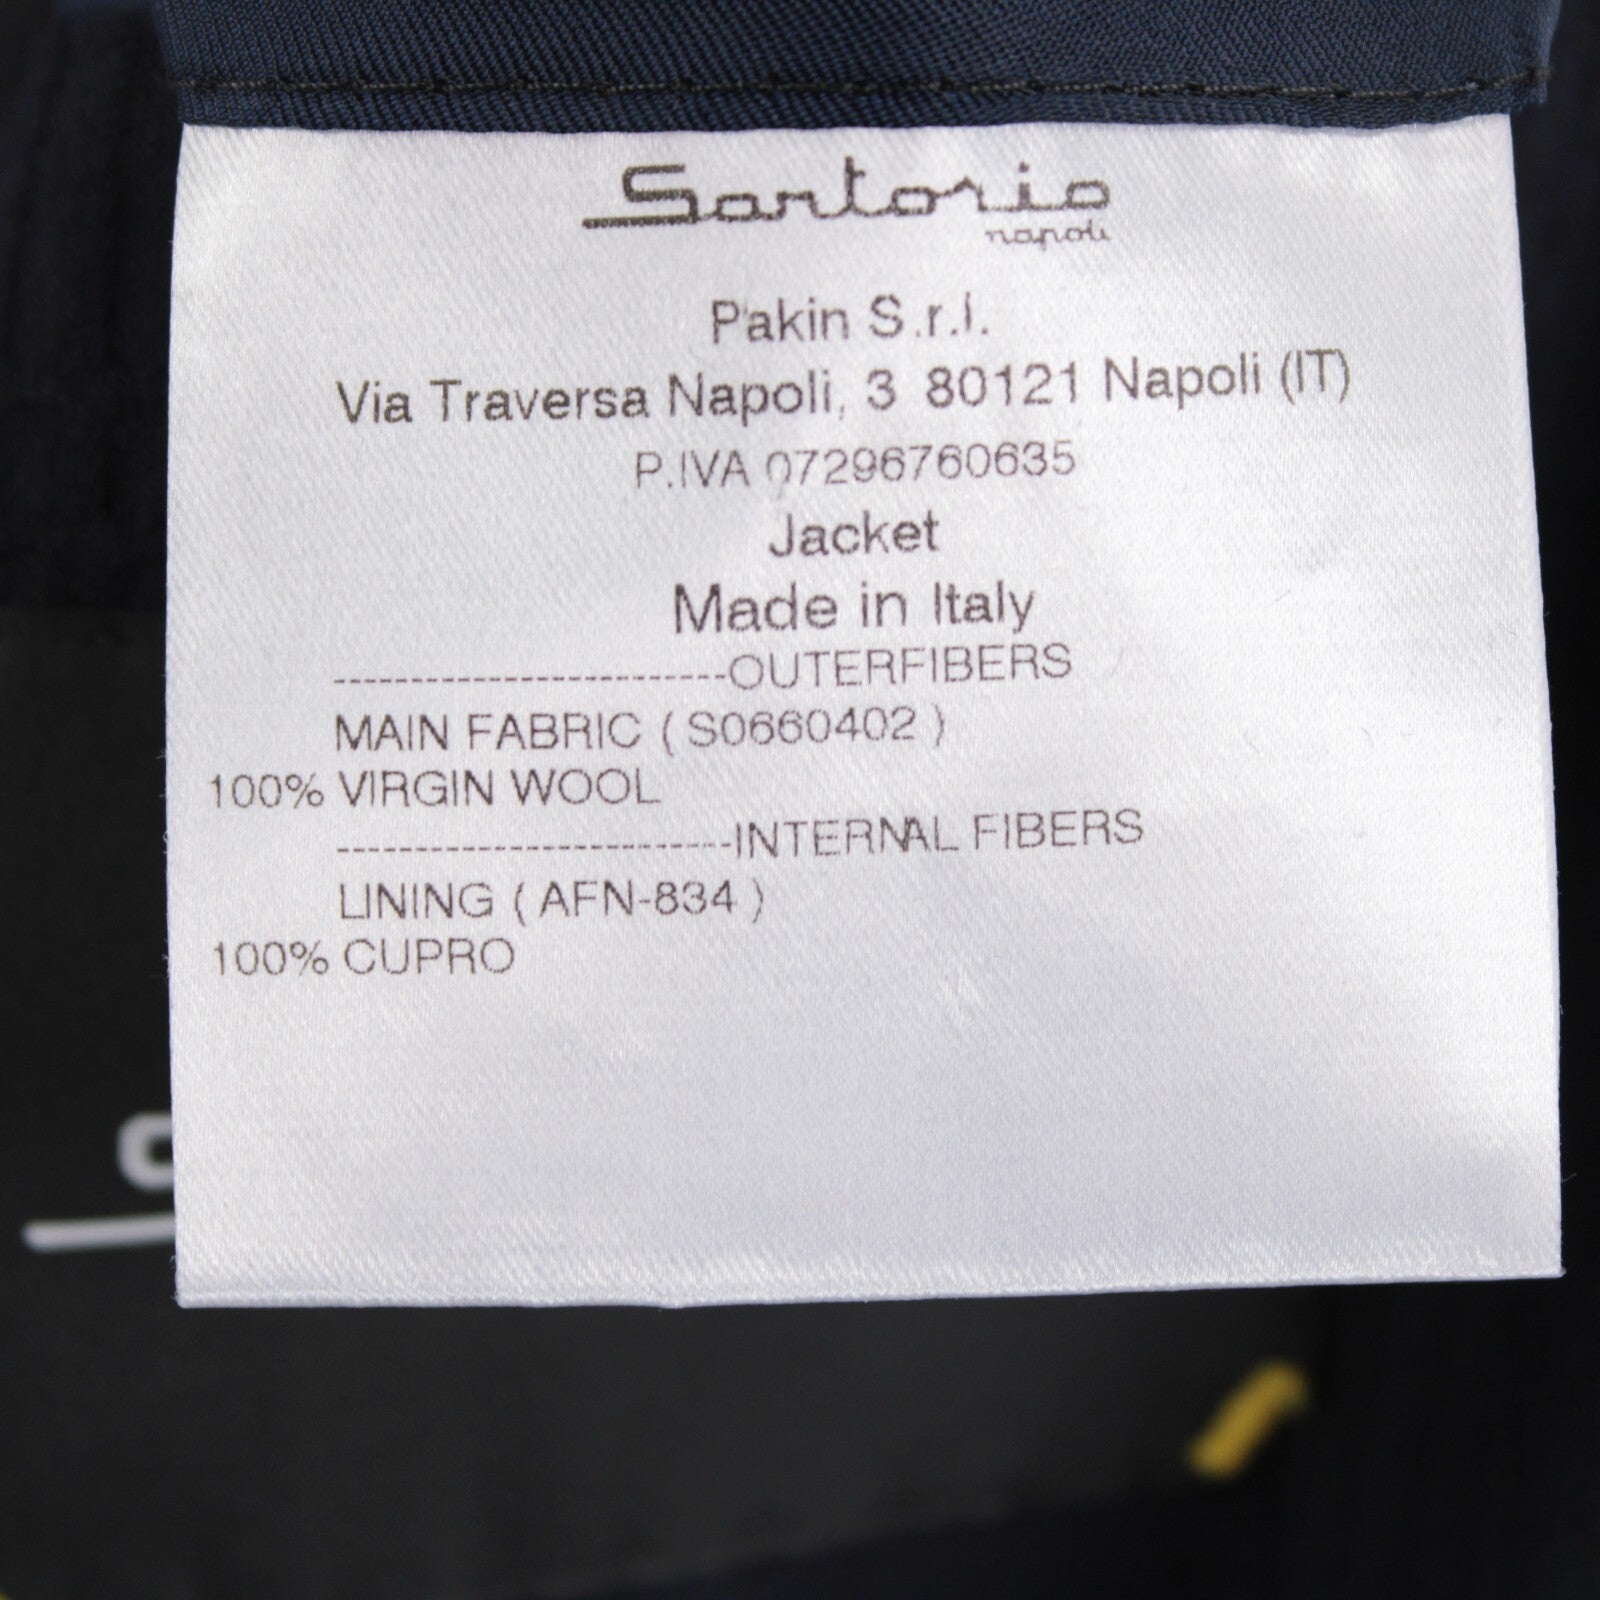 Sartorio
napoli
Pakin S.r.l.
Via Traversa Napoli, 3 80121 Napoli (IT)
P.IVA 07296760635
Jacket
Made in Italy
-------------------------OUTERFIBERS
MAIN FABRIC ( S0660402 )
100% VIRGIN WOOL
-------------------------INTERNAL FIBERS
LINING ( AFN-834 )
100% CUPRO